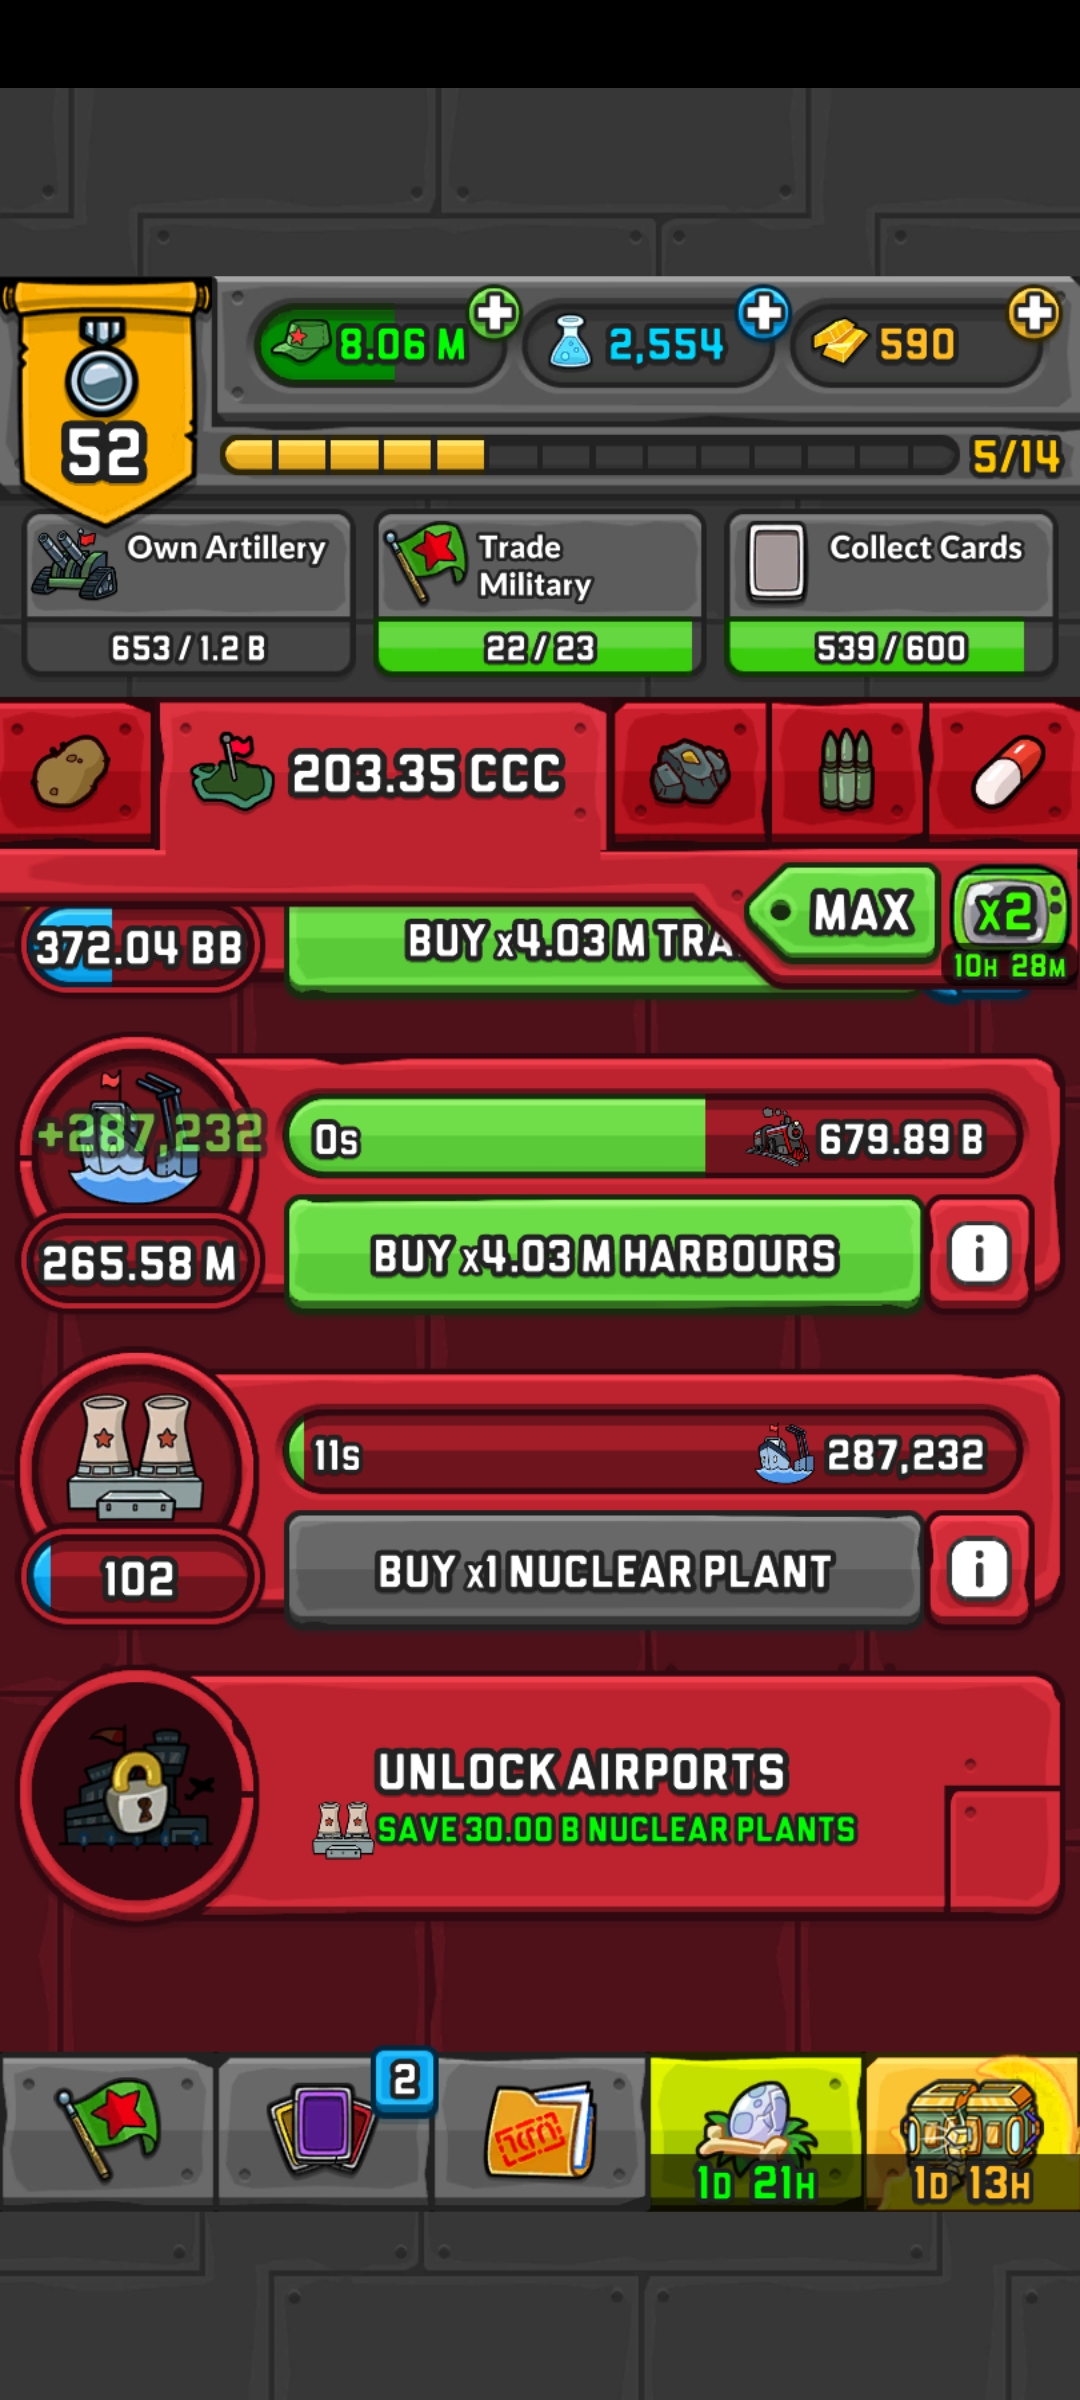 8.06 M
2,554
590
52
5/14
Own Artillery
653 / 1.2 B
Trade
Military
22 / 23
Collect Cards
539 / 600
203.35 CCC
MAX
x2
10H 28M
372.04 BB
BUY x4.03 M TRA
+287,232
0s
679.89 B
265.58 M
BUY x4.03 M HARBOURS
i
11s
287,232
102
BUY x1 NUCLEAR PLANT
i
UNLOCK AIRPORTS
SAVE 30.00 B NUCLEAR PLANTS
2
1D 21H
1D 13H